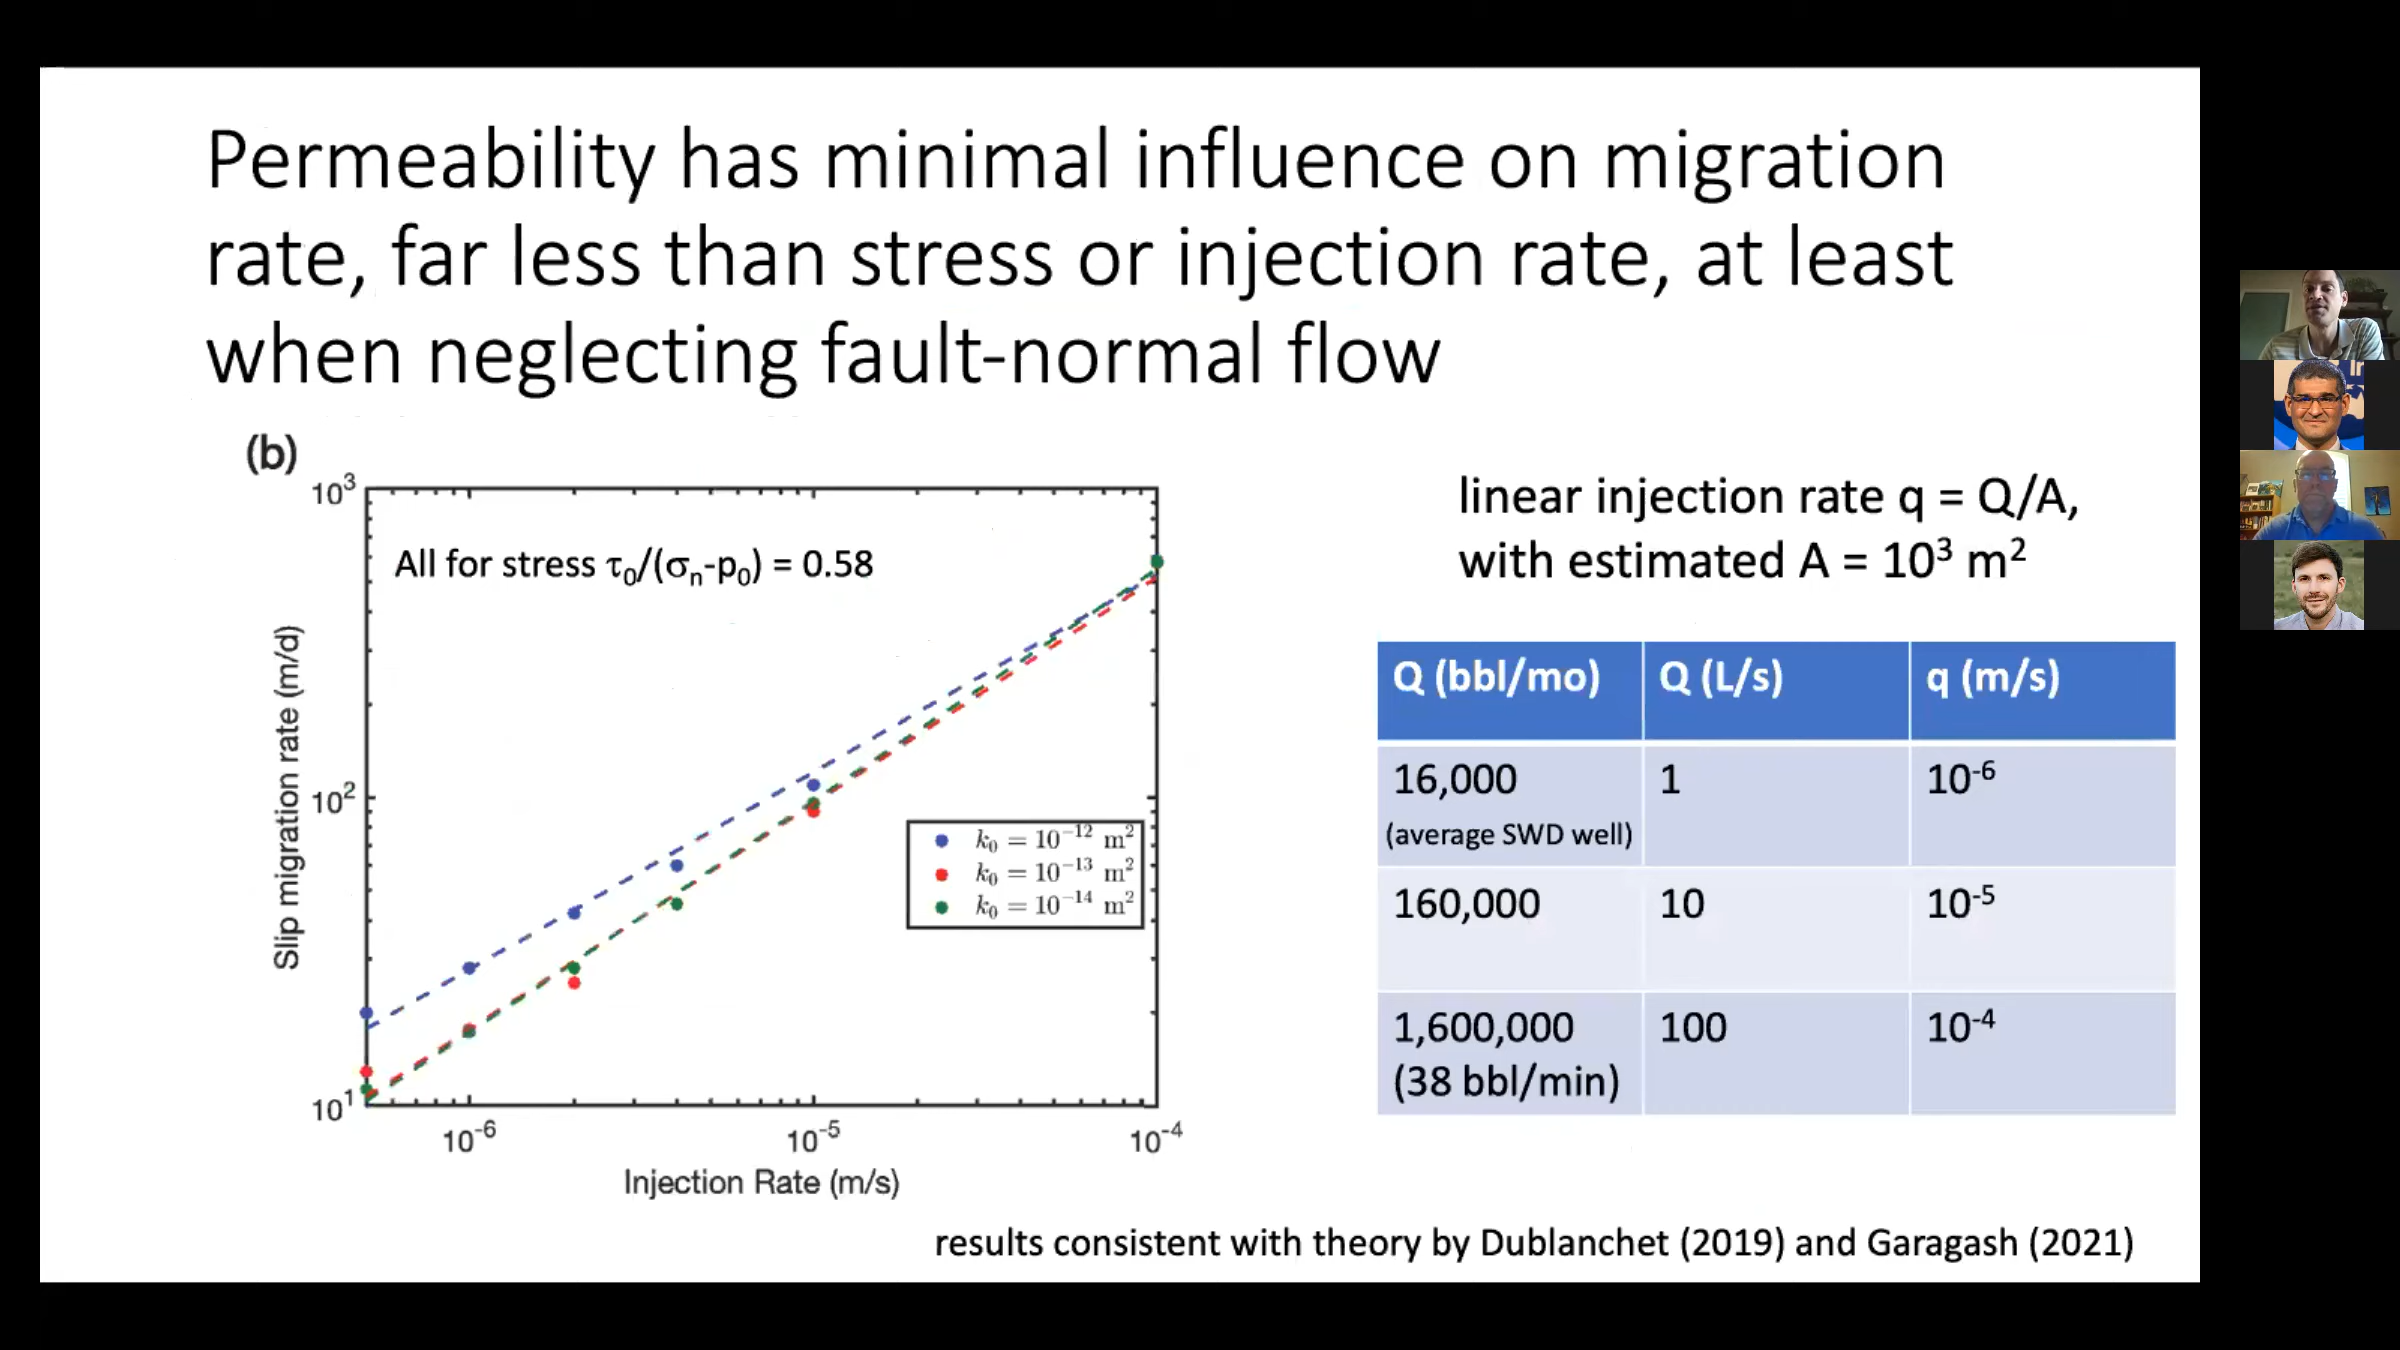 Permeability has minimal influence on migration
rate, far less than stress or injection rate, at least
when neglecting fault-normal flow
(b)
10³
10²
10¹
Slip migration rate (m/d)
All for stress τ₀/(σₙ-p₀) = 0.58
k₀ = 10⁻¹² m²
k₀ = 10⁻¹³ m²
k₀ = 10⁻¹⁴ m²
10⁻⁶ 10⁻⁵ 10⁻⁴
Injection Rate (m/s)
linear injection rate q = Q/A,
with estimated A = 10³ m²
Q (bbl/mo) Q (L/s) q (m/s)
16,000 1 10⁻⁶
(average SWD well)
160,000 10 10⁻⁵
1,600,000 100 10⁻⁴
(38 bbl/min)
results consistent with theory by Dublanchet (2019) and Garagash (2021)